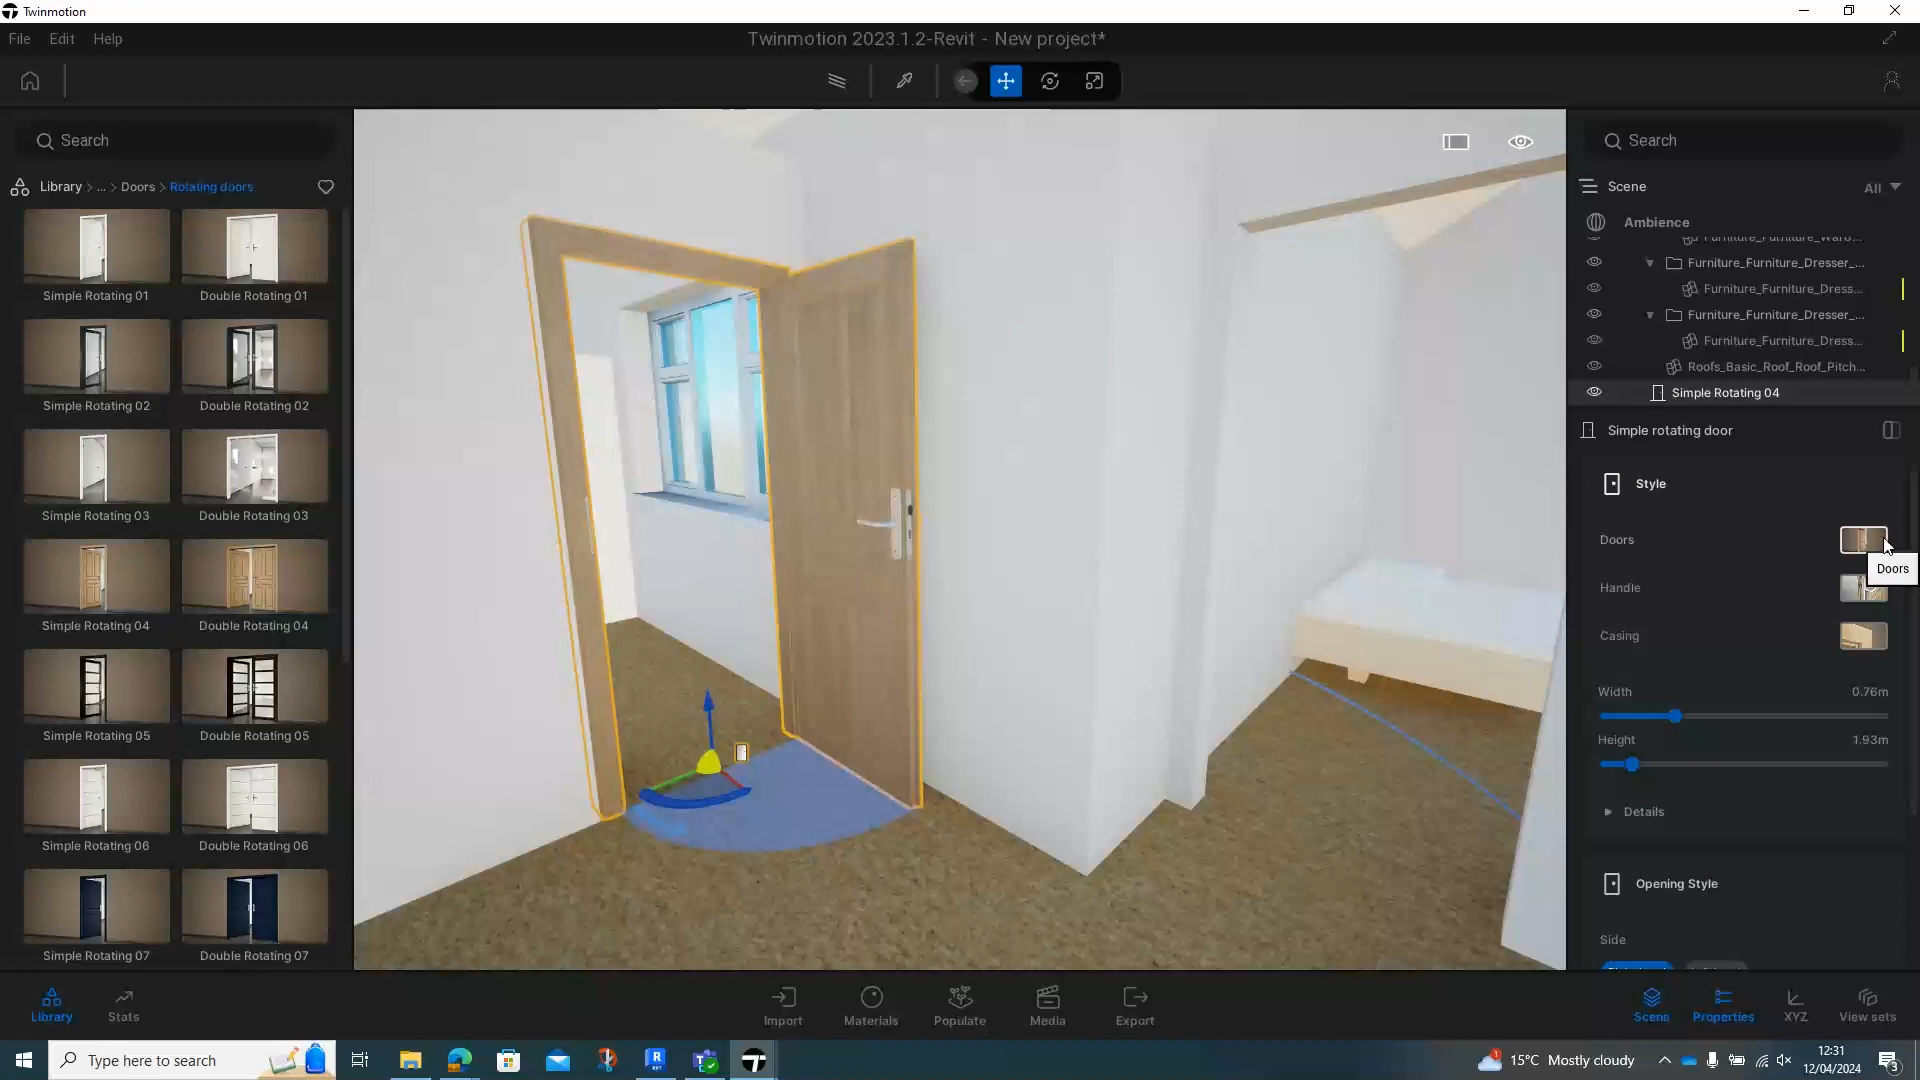 Twinmotion
File Edit Help
Twinmotion 2023.1.2-Revit - New project*
Search
Library > ... > Doors > Rotating doors
Simple Rotating 01
Double Rotating 01
Simple Rotating 02
Double Rotating 02
Simple Rotating 03
Double Rotating 03
Simple Rotating 04
Double Rotating 04
Simple Rotating 05
Double Rotating 05
Simple Rotating 06
Double Rotating 06
Simple Rotating 07
Double Rotating 07
Search
Scene
All
Ambience
Furniture_Furniture_Dresser_...
Furniture_Furniture_Dress...
Furniture_Furniture_Dresser_...
Furniture_Furniture_Dress...
Roofs_Basic_Roof_Roof_Pitch...
Simple Rotating 04
Simple rotating door
Style
Doors
Doors
Handle
Casing
Width 0.76m
Height 1.93m
Details
Opening Style
Side
Library
Stats
Import
Materials
Populate
Media
Export
Scene
Properties
XYZ
View sets
Type here to search
15°C Mostly cloudy
12:31
12/04/2024
3